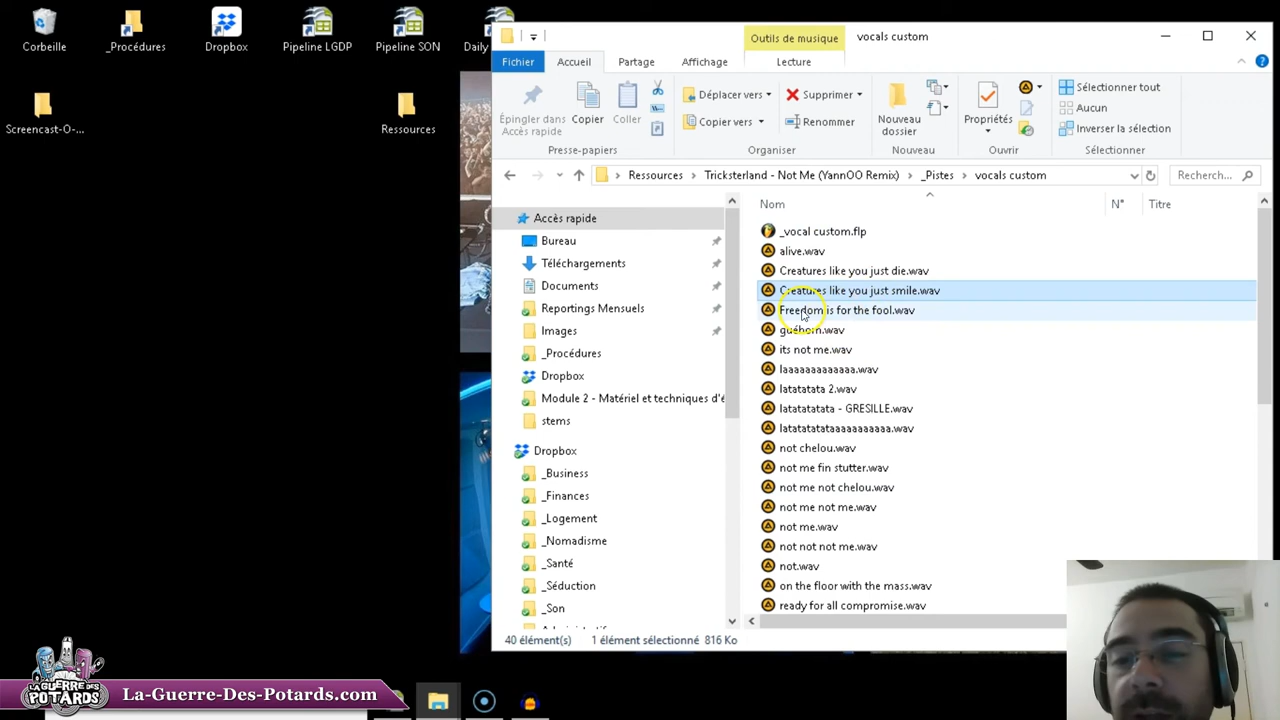 Corbeille
_Procédures
Dropbox
Pipeline LGDP
Pipeline SON
Daily
Screencast-O-...
Ressources
Outils de musique
vocals custom
Fichier
Accueil
Partage
Affichage
Lecture
Épingler dans
Accès rapide
Copier
Coller
Presse-papiers
Déplacer vers
Copier vers
Supprimer
Renommer
Organiser
Nouveau
dossier
Nouveau
Propriétés
Ouvrir
Sélectionner tout
Aucun
Inverser la sélection
Sélectionner
Ressources > Tricksterland - Not Me (YannOO Remix) > _Pistes > vocals custom
Recherch...
Accès rapide
Bureau
Téléchargements
Documents
Reportings Mensuels
Images
_Procédures
Dropbox
Module 2 - Matériel et techniques d'é
stems
Dropbox
_Business
_Finances
_Logement
_Nomadisme
_Santé
_Séduction
_Son
Nom
N°
Titre
_vocal custom.flp
alive.wav
Creatures like you just die.wav
Creatures like you just smile.wav
Freedom is for the fool.wav
guéhorn.wav
its not me.wav
laaaaaaaaaaaaa.wav
latatatata 2.wav
latatatatata - GRESILLE.wav
latatatatataaaaaaaaaaa.wav
not chelou.wav
not me fin stutter.wav
not me not chelou.wav
not me not me.wav
not me.wav
not not not me.wav
not.wav
on the floor with the mass.wav
ready for all compromise.wav
40 élément(s)
1 élément sélectionné 816 Ko
LA GUERRE DES
POTARDS
La-Guerre-Des-Potards.com